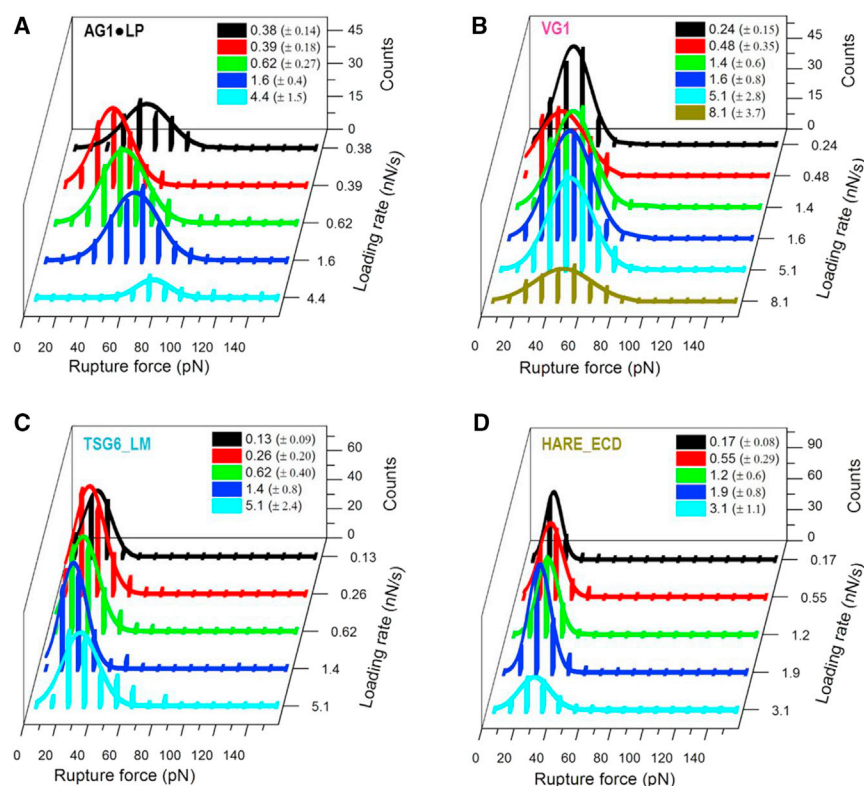 A
AG1●LP
0.38 (± 0.14)
0.39 (± 0.18)
0.62 (± 0.27)
1.6 (± 0.4)
4.4 (± 1.5)
45
30
15
0
Counts
0.38
0.39
0.62
1.6
4.4
Loading rate (nN/s)
0 20 40 60 80 100 120 140
Rupture force (pN)
B
VG1
0.24 (± 0.15)
0.48 (± 0.35)
1.4 (± 0.6)
1.6 (± 0.8)
5.1 (± 2.8)
8.1 (± 3.7)
45
30
15
0
Counts
0.24
0.48
1.4
1.6
5.1
8.1
Loading rate (nN/s)
0 20 40 60 80 100 120 140
Rupture force (pN)
C
TSG6_LM
0.13 (± 0.09)
0.26 (± 0.20)
0.62 (± 0.40)
1.4 (± 0.8)
5.1 (± 2.4)
60
40
20
0
Counts
0.13
0.26
0.62
1.4
5.1
Loading rate (nN/s)
0 20 40 60 80 100 120 140
Rupture force (pN)
D
HARE_ECD
0.17 (± 0.08)
0.55 (± 0.29)
1.2 (± 0.6)
1.9 (± 0.8)
3.1 (± 1.1)
90
60
30
0
Counts
0.17
0.55
1.2
1.9
3.1
Loading rate (nN/s)
0 20 40 60 80 100 120 140
Rupture force (pN)